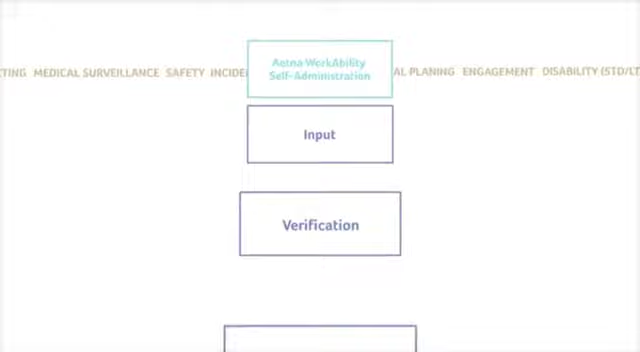 Aetna WorkAbility
Self-Administration
TING MEDICAL SURVEILLANCE SAFETY INCIDE AL PLANING ENGAGEMENT DISABILITY (STD/LT
Input
Verification